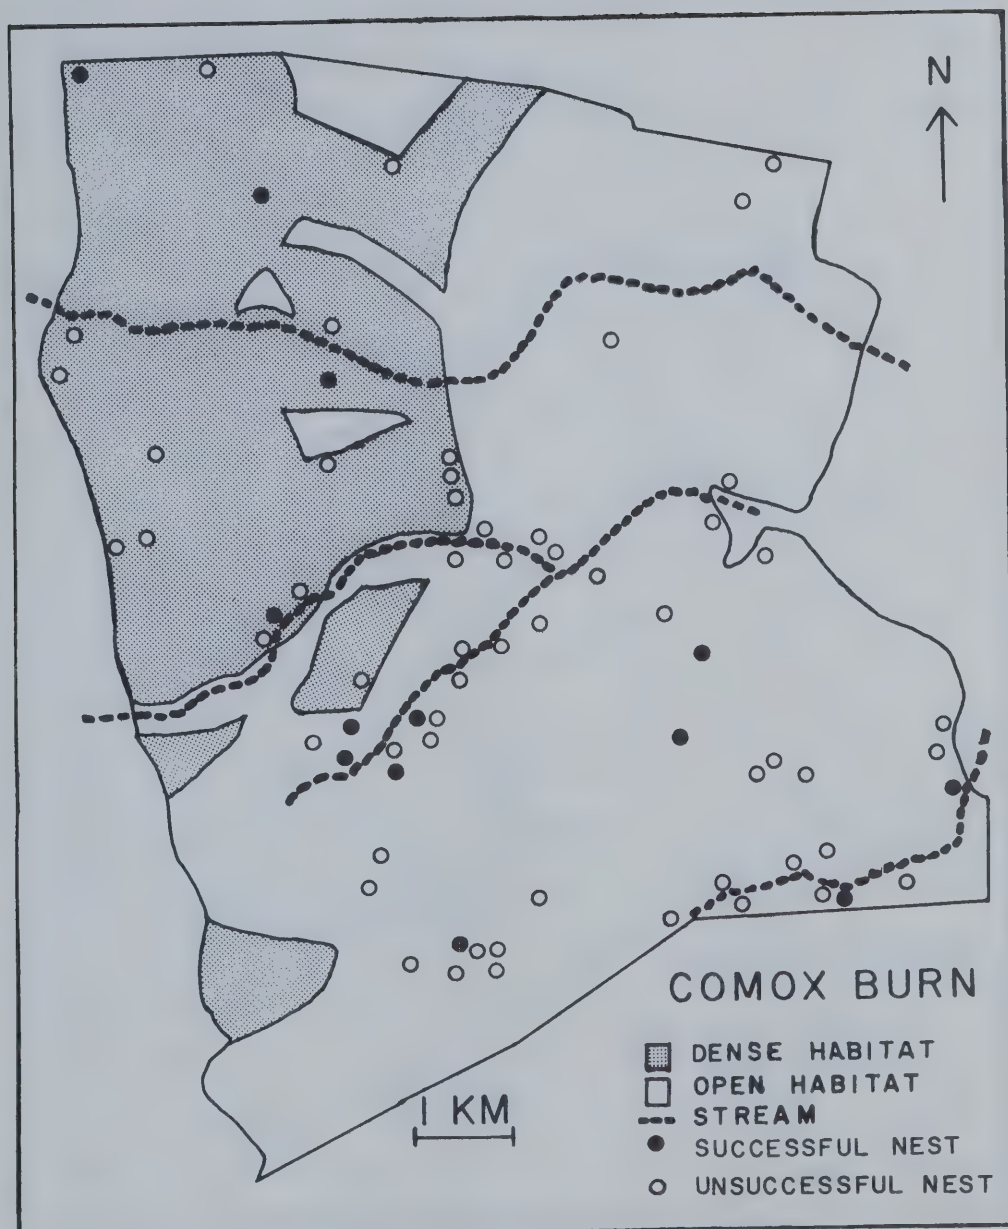 N
COMOX BURN
DENSE HABITAT
OPEN HABITAT
STREAM
SUCCESSFUL NEST
UNSUCCESSFUL NEST
1 KM